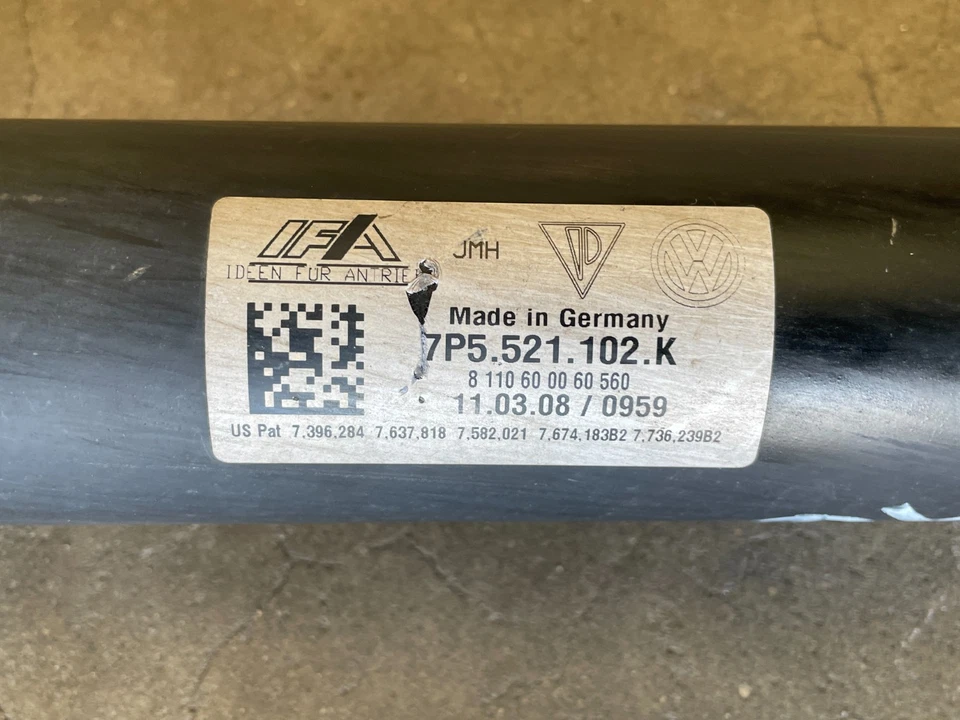 IFA
JMH
IDEEN FÜR ANTRIE
Made in Germany
7P5.521.102.K
8 110 60 00 60 560
11.03.08 / 0959
US Pat 7,396,284 7,637,818 7,582,021 7,674,183B2 7,736,239B2